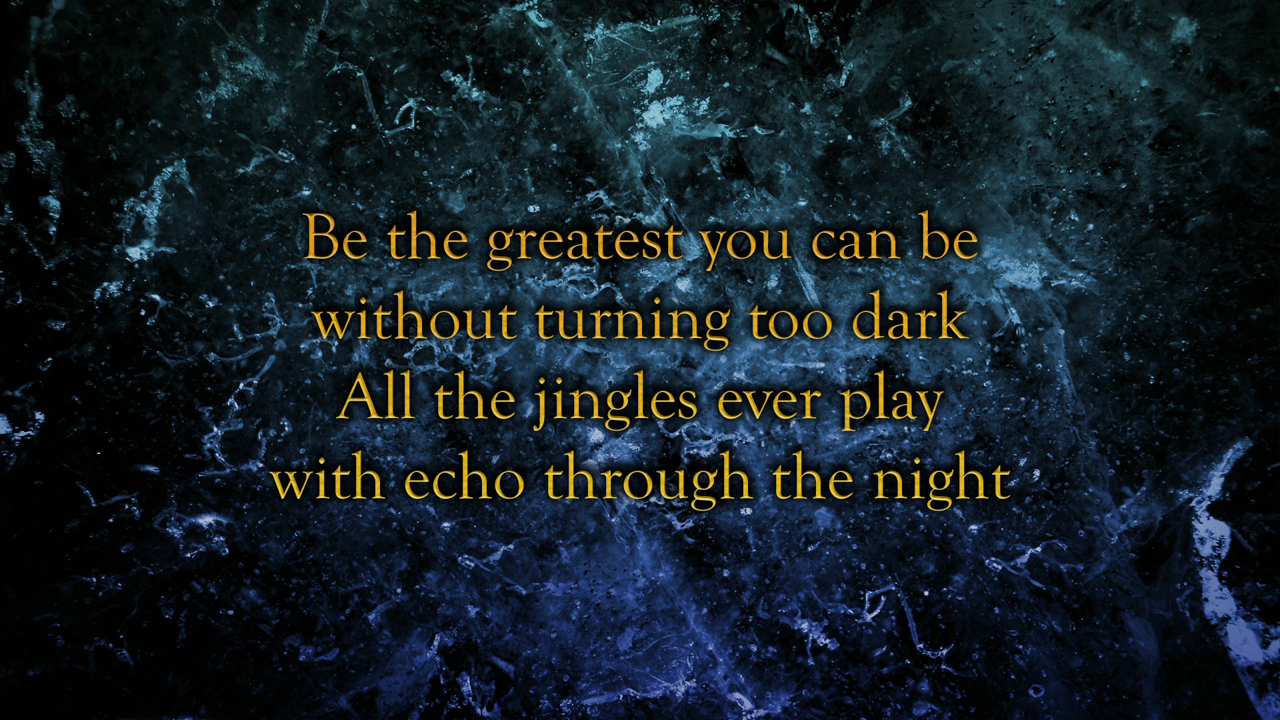 Be the greatest you can be
without turning too dark
All the jingles ever play
with echo through the night